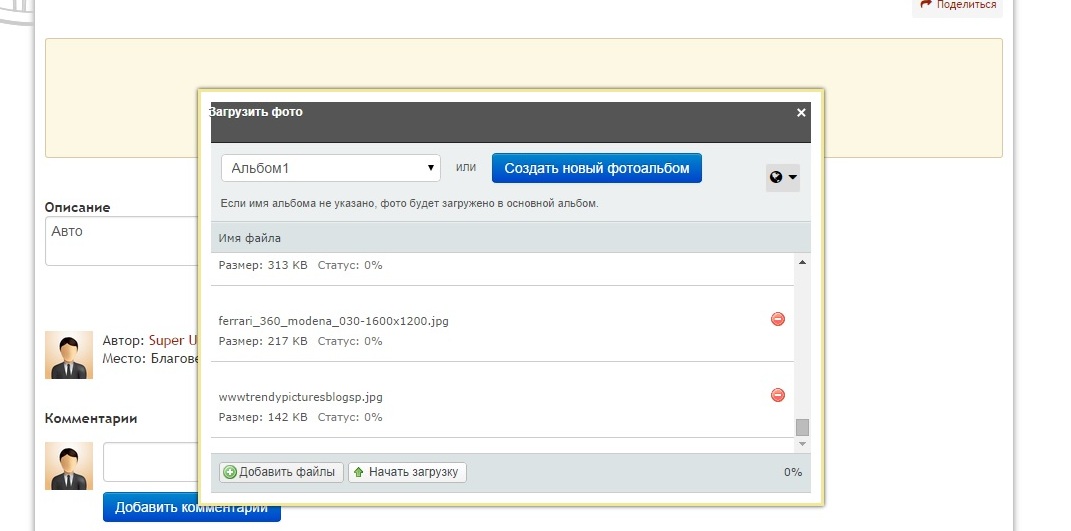 Поделиться
Загрузить фото
Альбом1 или Создать новый фотоальбом
Если имя альбома не указано, фото будет загружено в основной альбом.
Имя файла
Размер: 313 KB Статус: 0%
ferrari_360_modena_030-1600x1200.jpg
Размер: 217 KB Статус: 0%
wwwtrendypicturesblogsp.jpg
Размер: 142 KB Статус: 0%
Добавить файлы Начать загрузку 0%
Описание
Авто
Автор: Super U
Место: Благове
Комментарии
Добавить комментарий